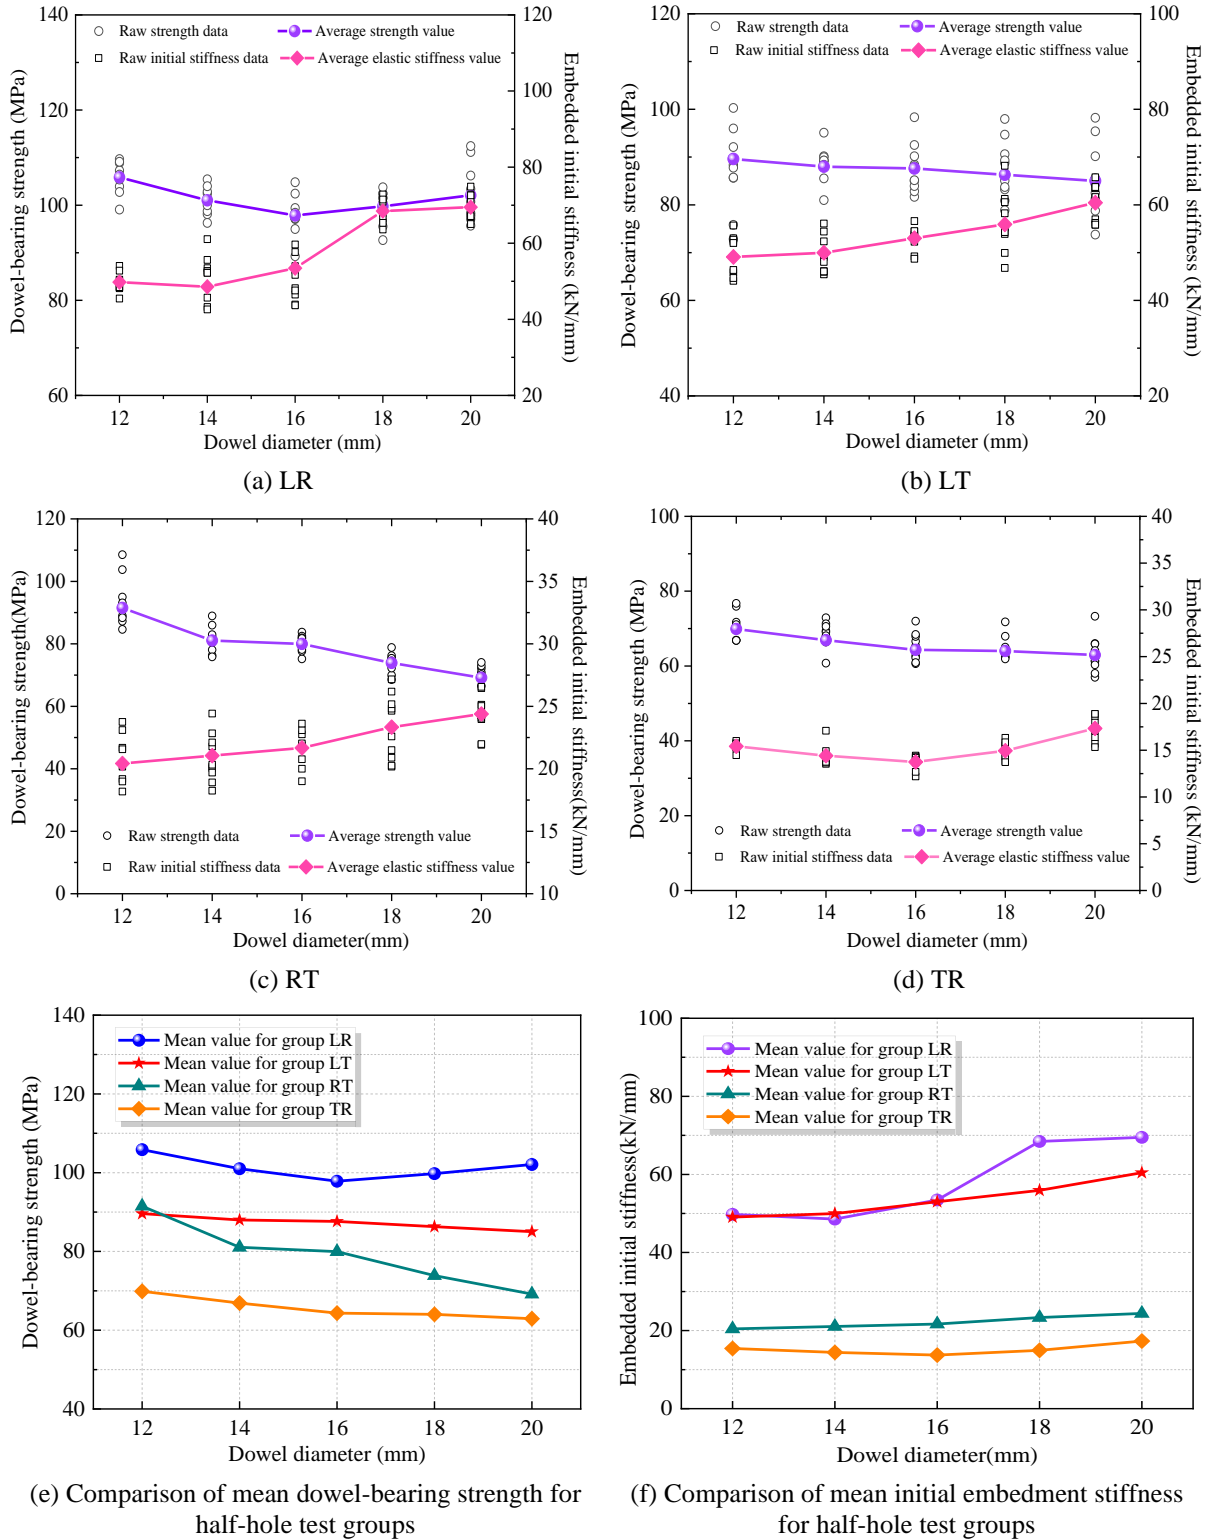 Raw strength data
Average strength value
Raw initial stiffness data
Average elastic stiffness value
Dowel-bearing strength (MPa)
140
120
100
80
60
Embedded initial stiffness (kN/mm)
120
100
80
60
40
20
12 14 16 18 20
Dowel diameter (mm)
(a) LR
Raw strength data
Average strength value
Raw initial stiffness data
Average elastic stiffness value
Dowel-bearing strength (MPa)
120
100
80
60
40
Embedded initial stiffness (kN/mm)
100
80
60
40
20
12 14 16 18 20
Dowel diameter (mm)
(b) LT
Dowel-bearing strength(MPa)
120
100
80
60
40
20
0
Embedded initial stiffness(kN/mm)
40
35
30
25
20
15
10
Raw strength data
Average strength value
Raw initial stiffness data
Average elastic stiffness value
12 14 16 18 20
Dowel diameter(mm)
(c) RT
Dowel-bearing strength (MPa)
100
80
60
40
20
0
Embedded initial stiffness (kN/mm)
40
35
30
25
20
15
10
5
0
Raw strength data
Average strength value
Raw initial stiffness data
Average elastic stiffness value
12 14 16 18 20
Dowel diameter(mm)
(d) TR
Dowel-bearing strength (MPa)
140
120
100
80
60
40
Mean value for group LR
Mean value for group LT
Mean value for group RT
Mean value for group TR
12 14 16 18 20
Dowel diameter (mm)
(e) Comparison of mean dowel-bearing strength for
half-hole test groups
Embedded initial stiffness(kN/mm)
100
80
60
40
20
0
Mean value for group LR
Mean value for group LT
Mean value for group RT
Mean value for group TR
12 14 16 18 20
Dowel diameter(mm)
(f) Comparison of mean initial embedment stiffness
for half-hole test groups